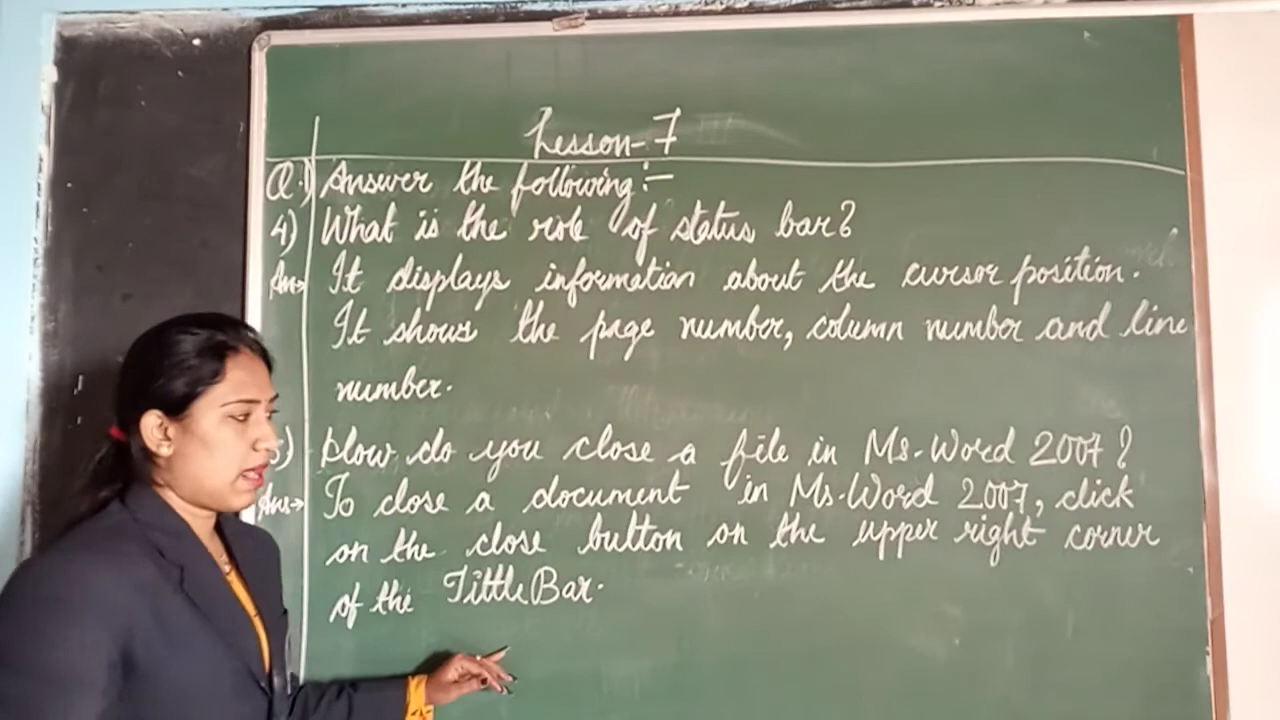 Lesson-7
Q.1) Answer the following:-
4) What is the role of status bar?
Ans→ It displays information about the cursor position.
It shows the page number, column number and line
number.
5) How do you close a file in Ms-Word 2007?
Ans→ To close a document in Ms-Word 2007, click
on the close button on the upper right corner
of the Tittle Bar.